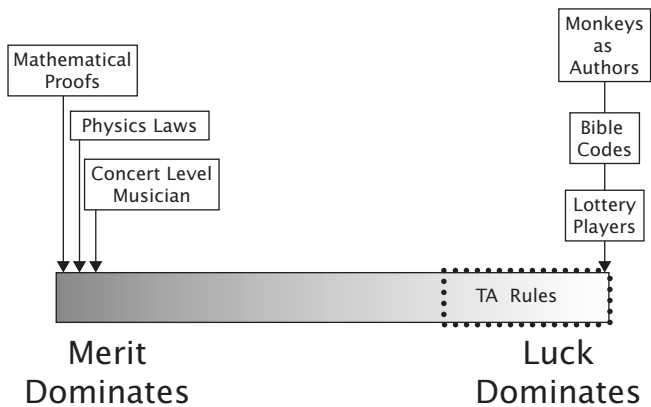 Mathematical
Proofs
Physics Laws
Concert Level
Musician
Monkeys
as
Authors
Bible
Codes
Lottery
Players
TA Rules
Merit
Dominates
Luck
Dominates